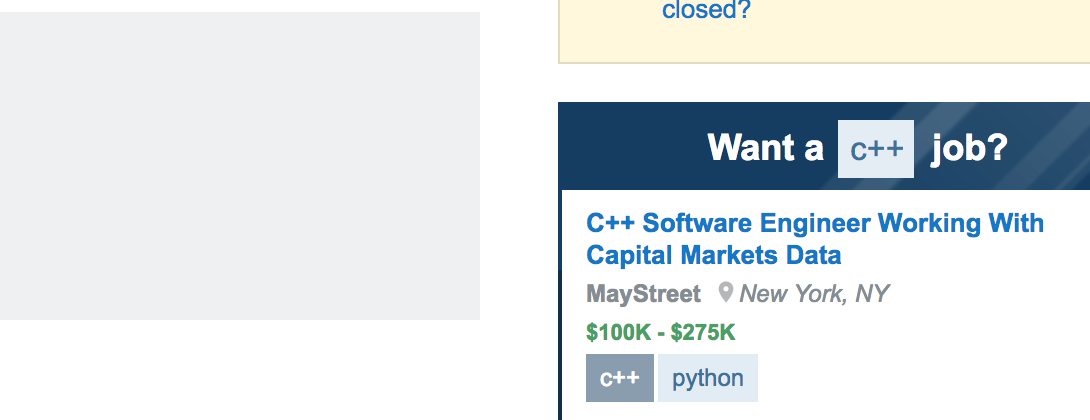 closed?
Want a c++ job?
C++ Software Engineer Working With
Capital Markets Data
MayStreet New York, NY
$100K - $275K
c++ python